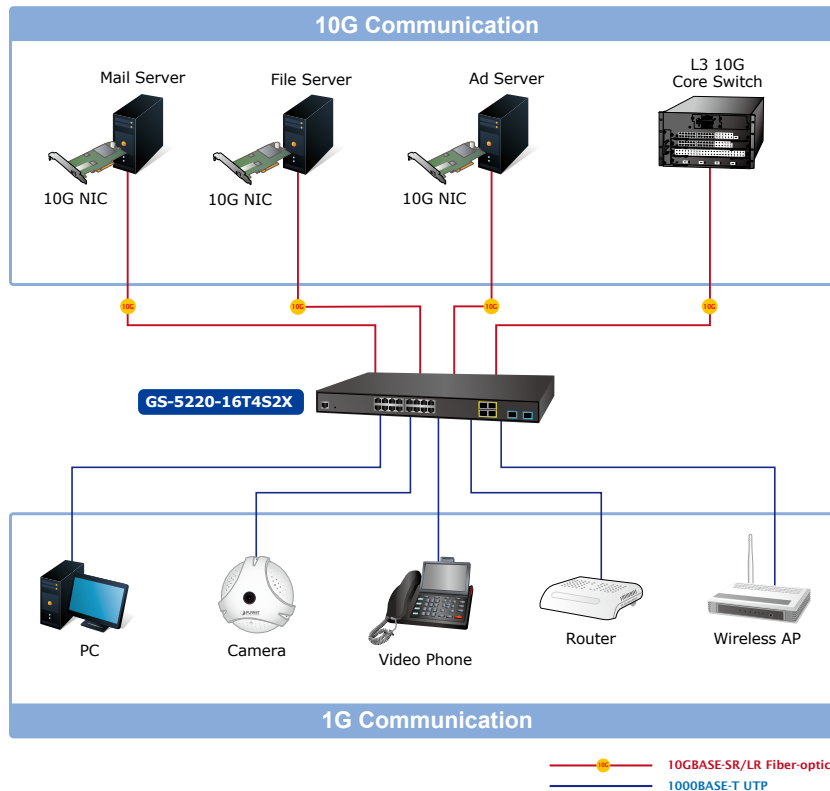 10G Communication
Mail Server
File Server
Ad Server
L3 10G
Core Switch
10G NIC
10G NIC
10G NIC
10G
10G
10G
10G
GS-5220-16T4S2X
PLANET
PC
Camera
Video Phone
Router
Wireless AP
1G Communication
10G
10GBASE-SR/LR Fiber-optic
1000BASE-T UTP